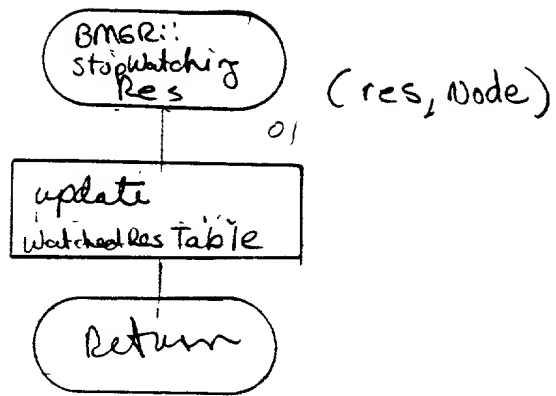 BMGR::
StopWatching
Res
(res, Node)
01
update
WatchedRes Table
Return